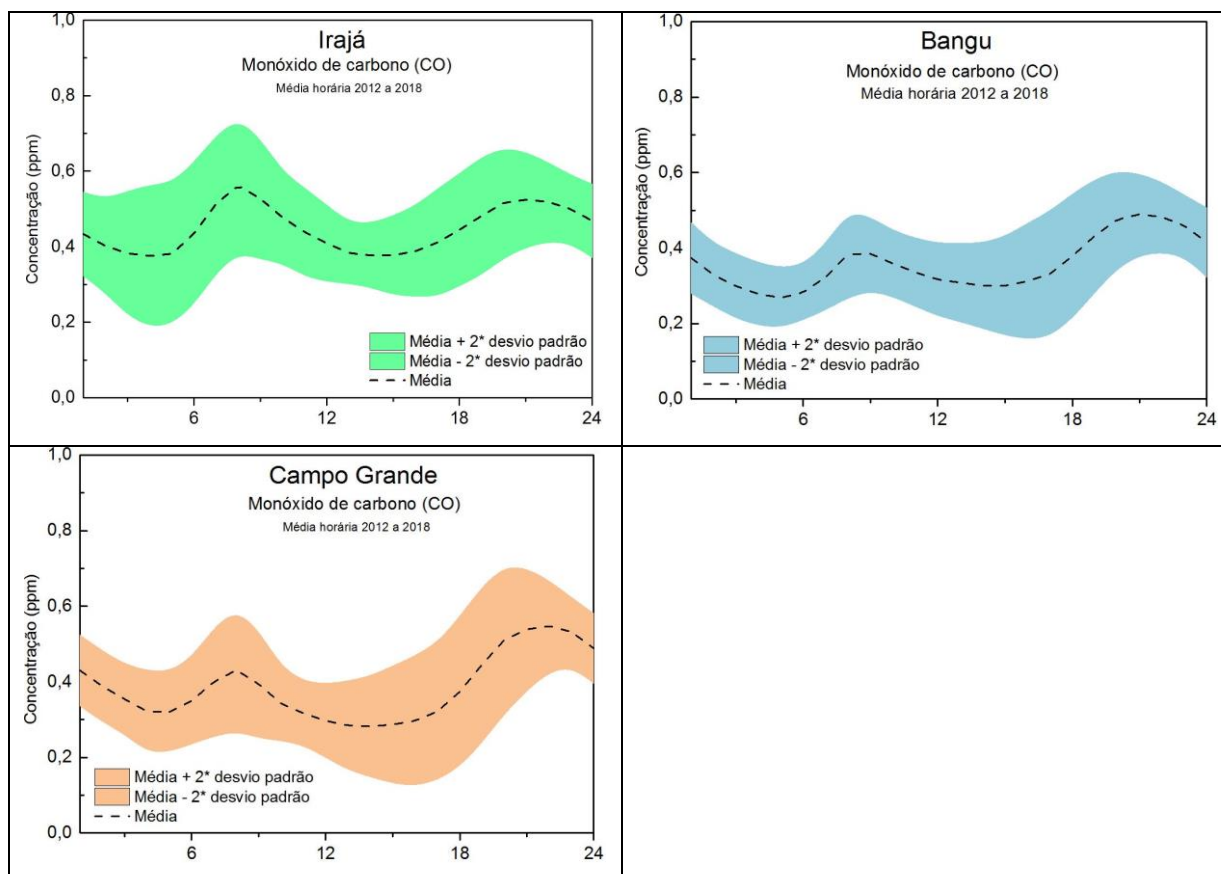 Irajá
Monóxido de carbono (CO)
Média horária 2012 a 2018
Concentração (ppm)
1,0
0,8
0,6
0,4
0,2
0,0
6
12
18
24
Média + 2* desvio padrão
Média - 2* desvio padrão
Média
Bangu
Monóxido de carbono (CO)
Média horária 2012 a 2018
Concentração (ppm)
1,0
0,8
0,6
0,4
0,2
0,0
6
12
18
24
Média + 2* desvio padrão
Média - 2* desvio padrão
Média
Campo Grande
Monóxido de carbono (CO)
Média horária 2012 a 2018
Concentração (ppm)
1,0
0,8
0,6
0,4
0,2
0,0
6
12
18
24
Média + 2* desvio padrão
Média - 2* desvio padrão
Média